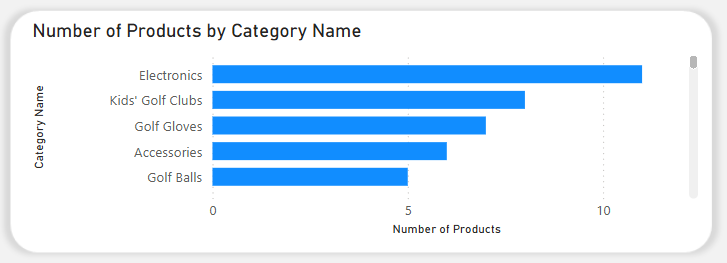 Number of Products by Category Name
Category Name
Electronics
Kids' Golf Clubs
Golf Gloves
Accessories
Golf Balls
0 5 10
Number of Products